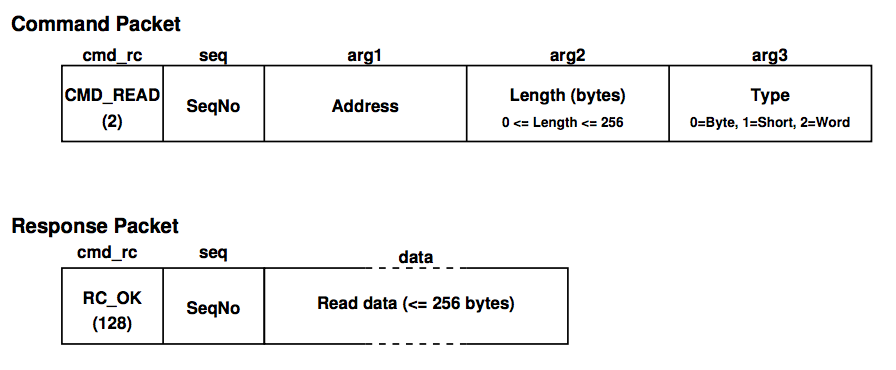 Command Packet
cmd_rc seq arg1 arg2 arg3
CMD_READ
(2)
SeqNo
Address
Length (bytes)
0 <= Length <= 256
Type
0=Byte, 1=Short, 2=Word
Response Packet
cmd_rc seq data
RC_OK
(128)
SeqNo
Read data (<= 256 bytes)